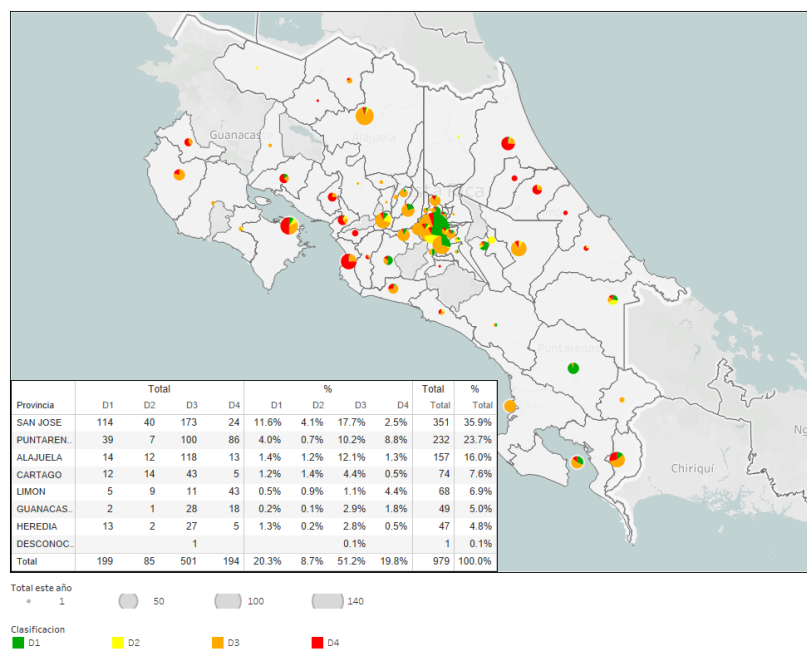 Guanacaste
Alajuela
Puntarenas
Chiriquí
Ng
Total % Total %
Provincia D1 D2 D3 D4 D1 D2 D3 D4 Total Total
SAN JOSE 114 40 173 24 11.6% 4.1% 17.7% 2.5% 351 35.9%
PUNTAREN.. 39 7 100 86 4.0% 0.7% 10.2% 8.8% 232 23.7%
ALAJUELA 14 12 118 13 1.4% 1.2% 12.1% 1.3% 157 16.0%
CARTAGO 12 14 43 5 1.2% 1.4% 4.4% 0.5% 74 7.6%
LIMON 5 9 11 43 0.5% 0.9% 1.1% 4.4% 68 6.9%
GUANACAS.. 2 1 28 18 0.2% 0.1% 2.9% 1.8% 49 5.0%
HEREDIA 13 2 27 5 1.3% 0.2% 2.8% 0.5% 47 4.8%
DESCONOC.. 1 0.1% 1 0.1%
Total 199 85 501 194 20.3% 8.7% 51.2% 19.8% 979 100.0%
Total este año
1 50 100 140
Clasificacion
D1 D2 D3 D4